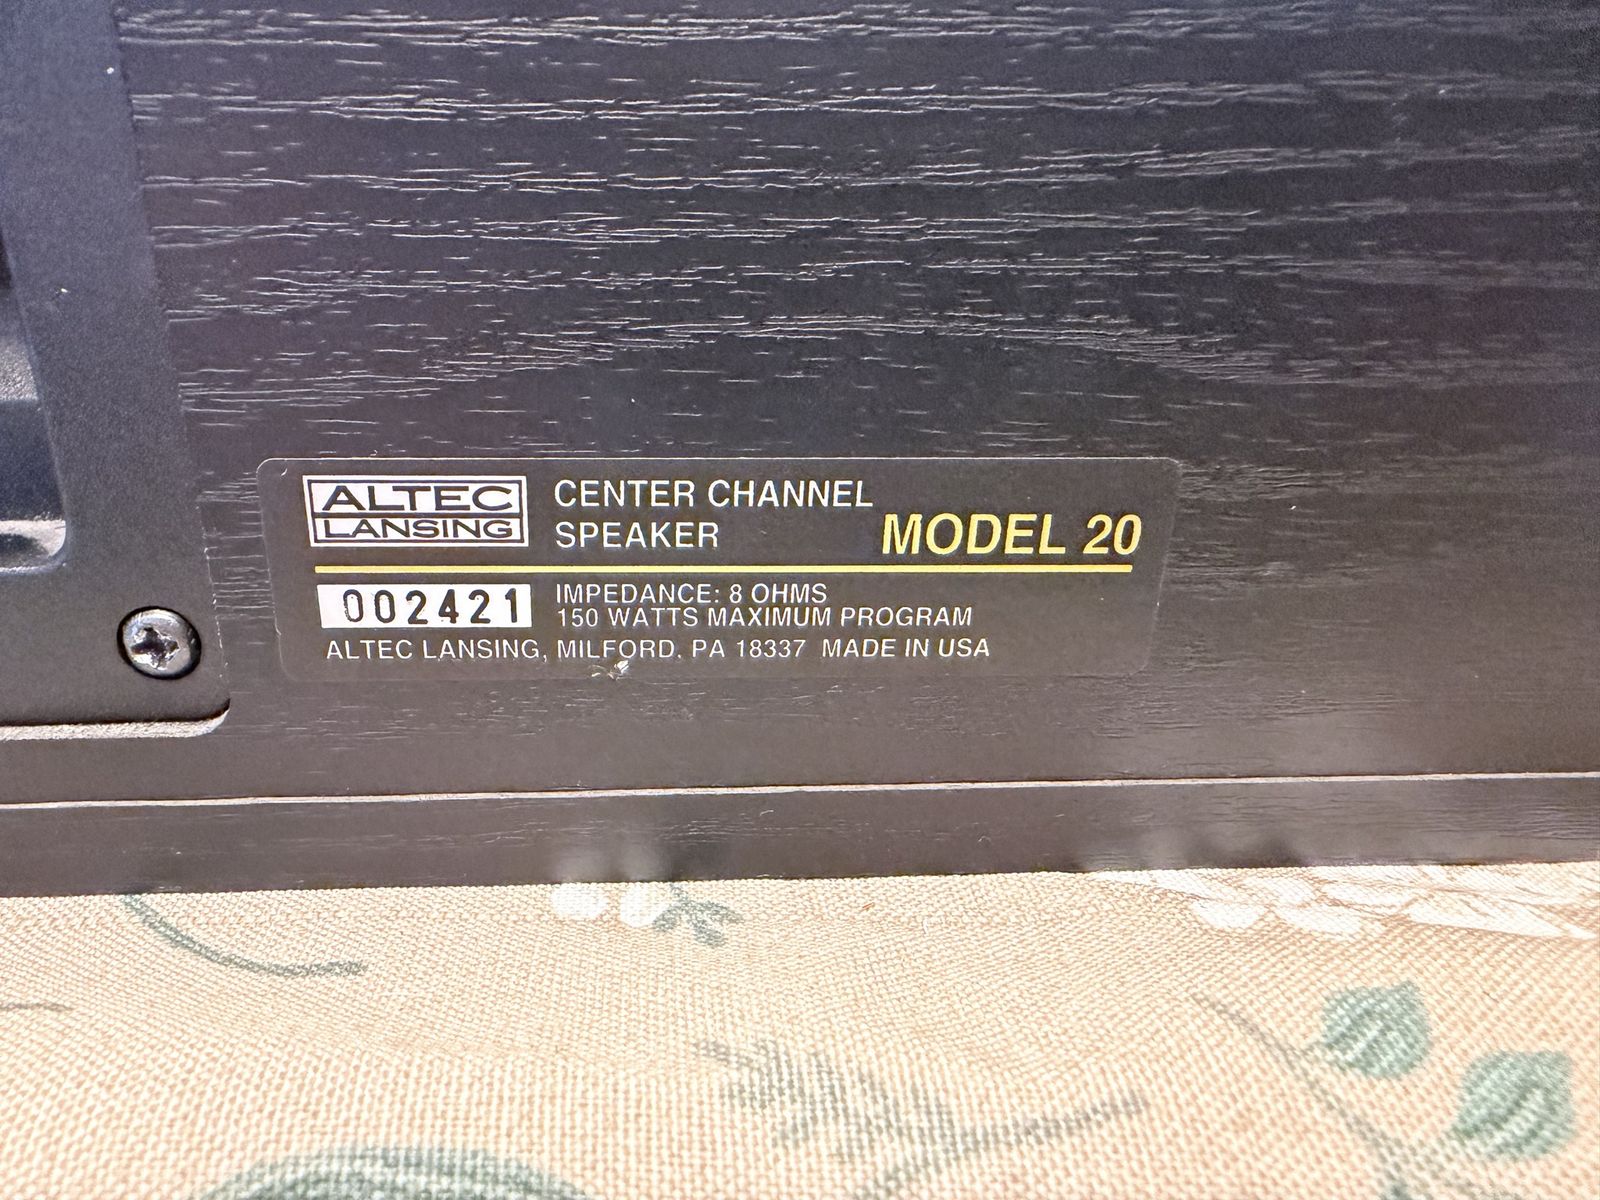 ALTEC
LANSING
CENTER CHANNEL
SPEAKER
MODEL 20
002421
IMPEDANCE: 8 OHMS
150 WATTS MAXIMUM PROGRAM
ALTEC LANSING, MILFORD, PA 18337 MADE IN USA